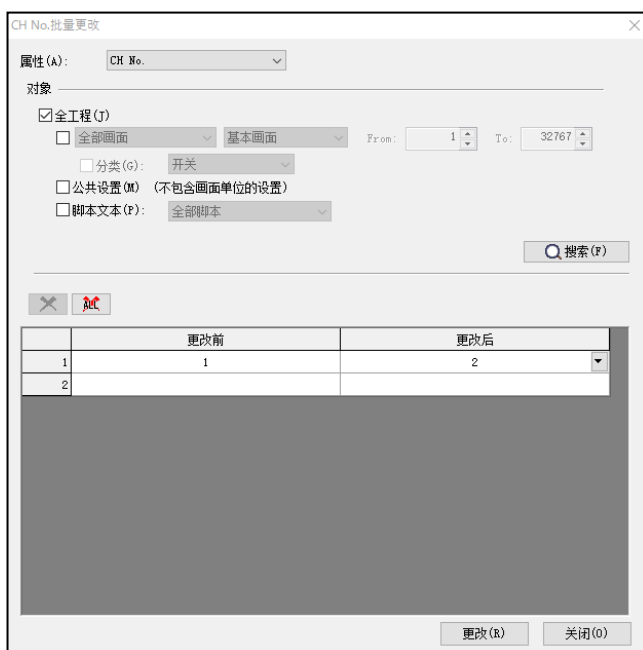 CH No.批量更改
属性(A): CH No.
对象
全工程(J)
全部画面 基本画面 From: 1 To: 32767
分类(G): 开关
公共设置(M) (不包含画面单位的设置)
脚本文本(P): 全部脚本
搜索(F)
ALL
更改前 更改后
1 1 2
2
更改(R) 关闭(O)